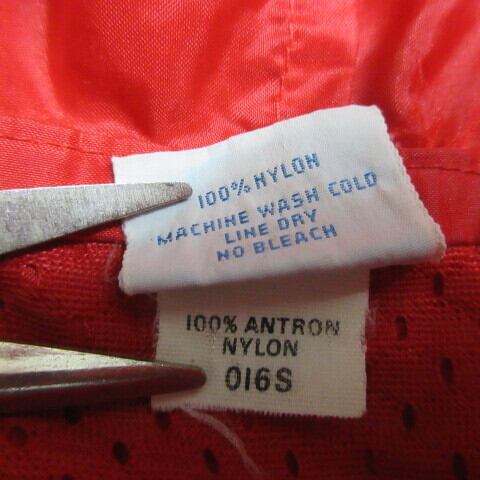 100% NYLON
MACHINE WASH COLD
LINE DRY
NO BLEACH
100% ANTRON
NYLON
016S